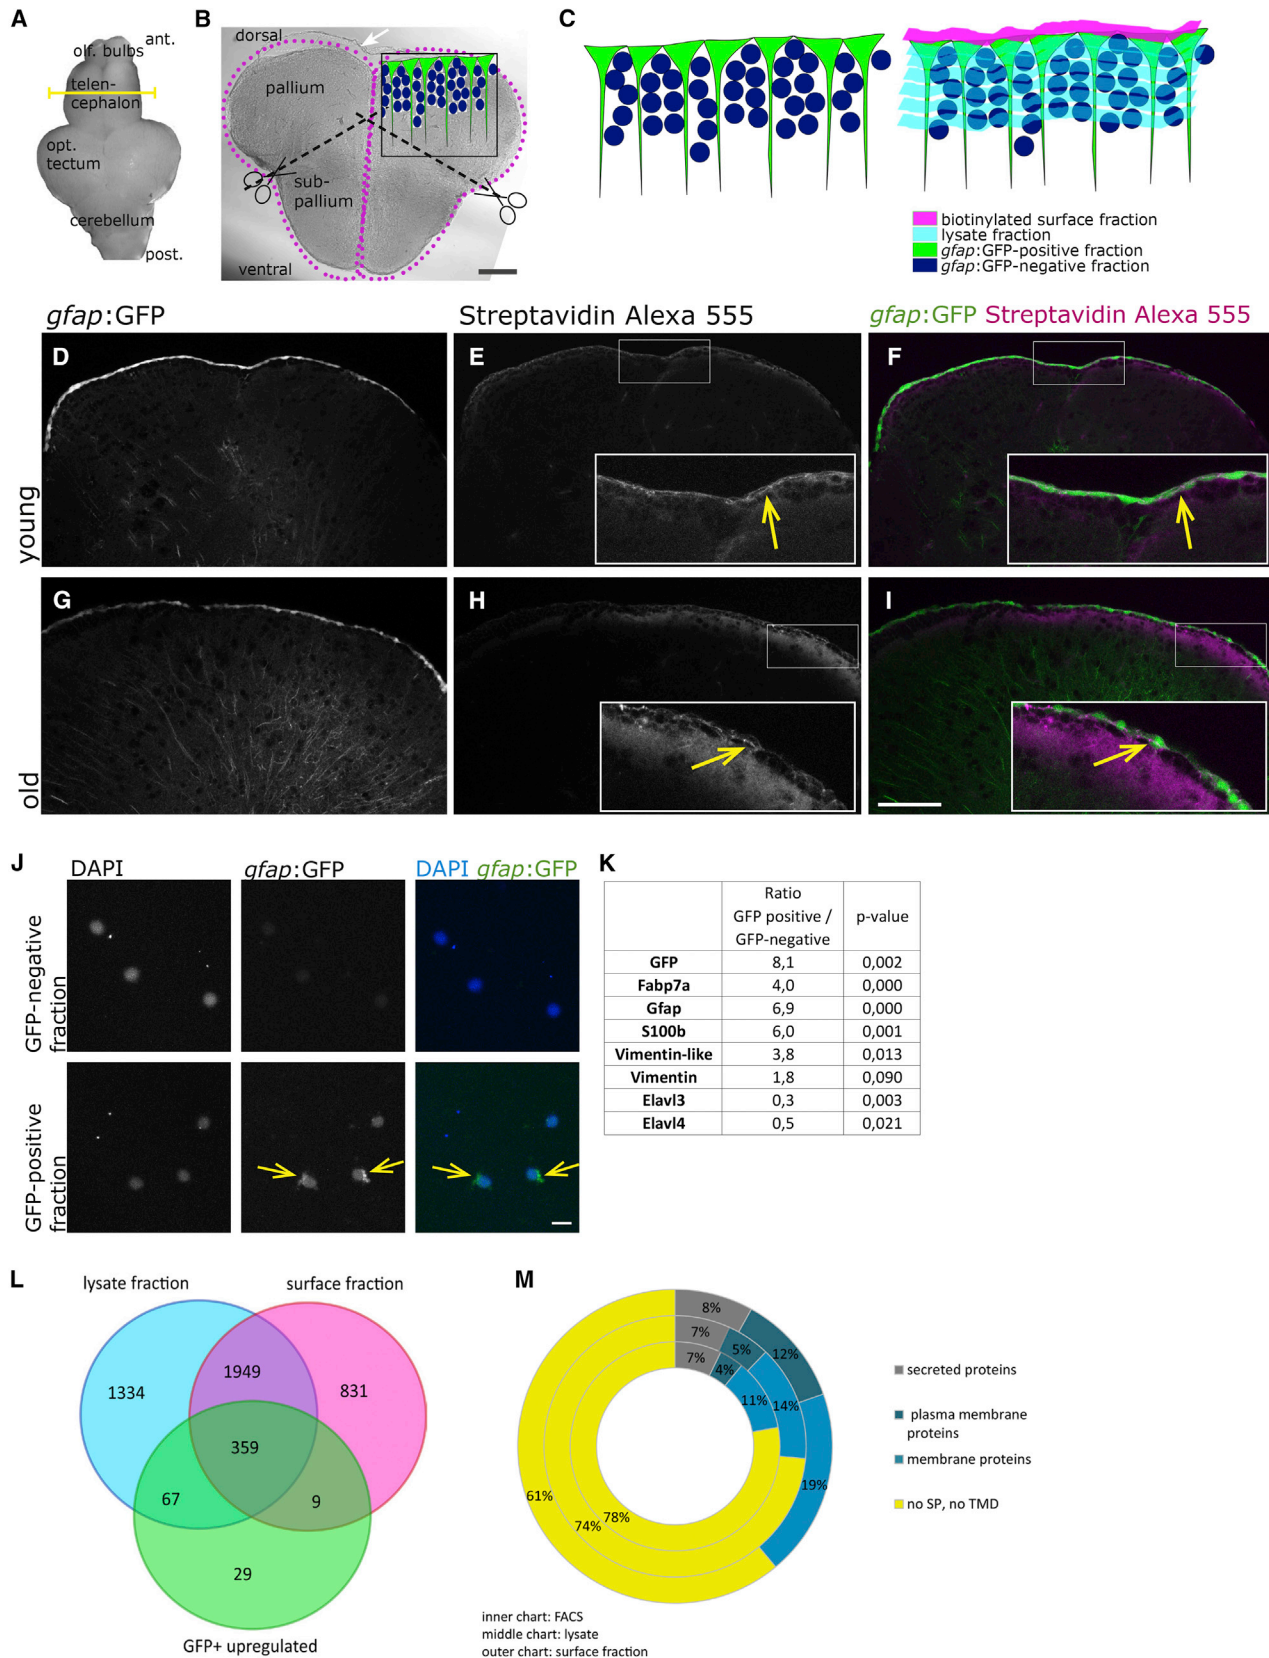 A
olf. bulbs
ant.
telen-
cephalon
opt.
tectum
cerebellum
post.
B
dorsal
pallium
sub-
pallium
ventral
C
biotinylated surface fraction
lysate fraction
gfap:GFP-positive fraction
gfap:GFP-negative fraction
gfap:GFP
Streptavidin Alexa 555
gfap:GFP Streptavidin Alexa 555
young
D
E
F
old
G
H
I
J
DAPI
gfap:GFP
DAPI gfap:GFP
GFP-negative
fraction
GFP-positive
fraction
K
Ratio
GFP positive /
GFP-negative
p-value
GFP 8,1 0,002
Fabp7a 4,0 0,000
Gfap 6,9 0,000
S100b 6,0 0,001
Vimentin-like 3,8 0,013
Vimentin 1,8 0,090
Elavl3 0,3 0,003
Elavl4 0,5 0,021
L
lysate fraction
surface fraction
1334
1949
831
359
67
9
29
GFP+ upregulated
M
8%
7%
7%
5%
4%
12%
11%
14%
19%
61%
74%
78%
secreted proteins
plasma membrane
proteins
membrane proteins
no SP, no TMD
inner chart: FACS
middle chart: lysate
outer chart: surface fraction